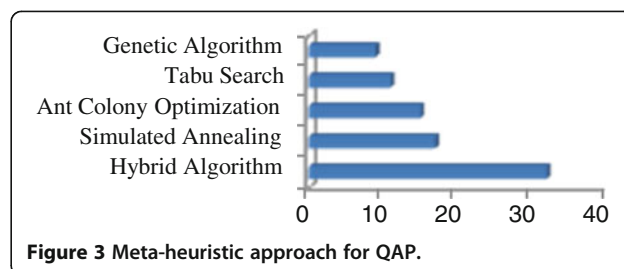 Genetic Algorithm
Tabu Search
Ant Colony Optimization
Simulated Annealing
Hybrid Algorithm
0 10 20 30 40
Figure 3 Meta-heuristic approach for QAP.